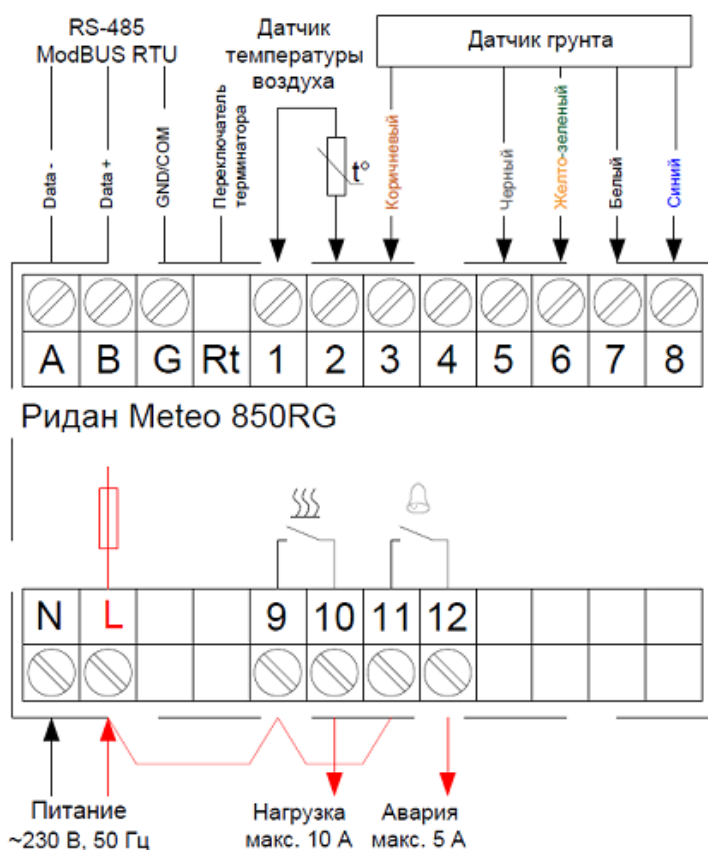 RS-485
ModBUS RTU
Датчик
температуры
воздуха
Датчик грунта
Data -
Data +
GND/COM
Переключатель
терминатора
t°
Коричневый
Черный
Желто-зеленый
Белый
Синий
A B G Rt 1 2 3 4 5 6 7 8
Ридан Meteo 850RG
N L 9 10 11 12
Питание
~230 В, 50 Гц
Нагрузка
макс. 10 А
Авария
макс. 5 А